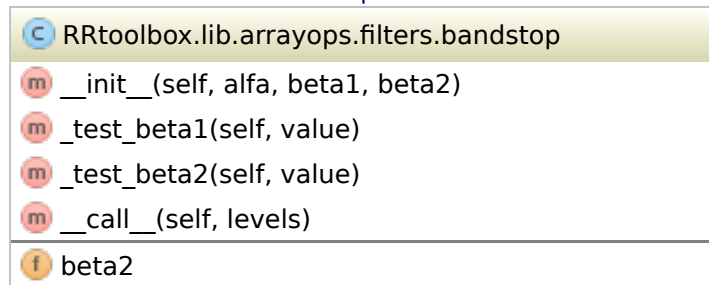 C RRtoolbox.lib.arrayops.filters.bandstop
m __init__(self, alfa, beta1, beta2)
m _test_beta1(self, value)
m _test_beta2(self, value)
m __call__(self, levels)
f beta2